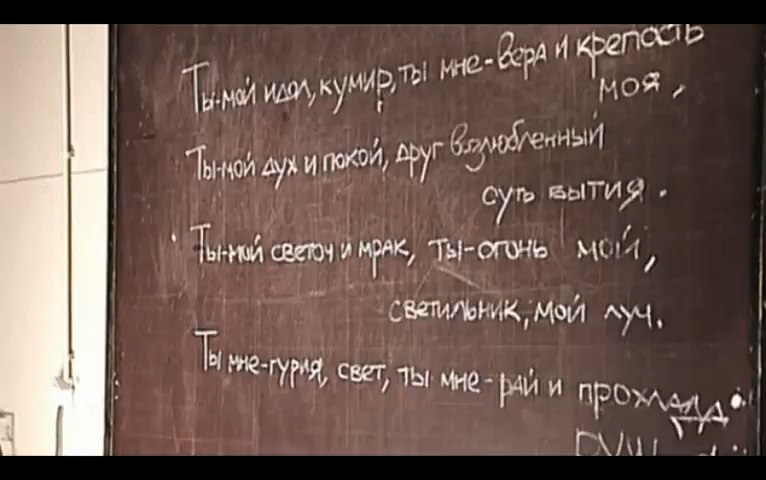 Ты-мой идол, кумир, ты мне-вера и крепость
моя,
Ты-мой дух и покой, друг возлюбленный
суть бытия.
Ты-мой светоч и мрак, ты-огонь мой,
светильник, мой луч.
Ты мне-гурия, свет, ты мне-рай и прохлада